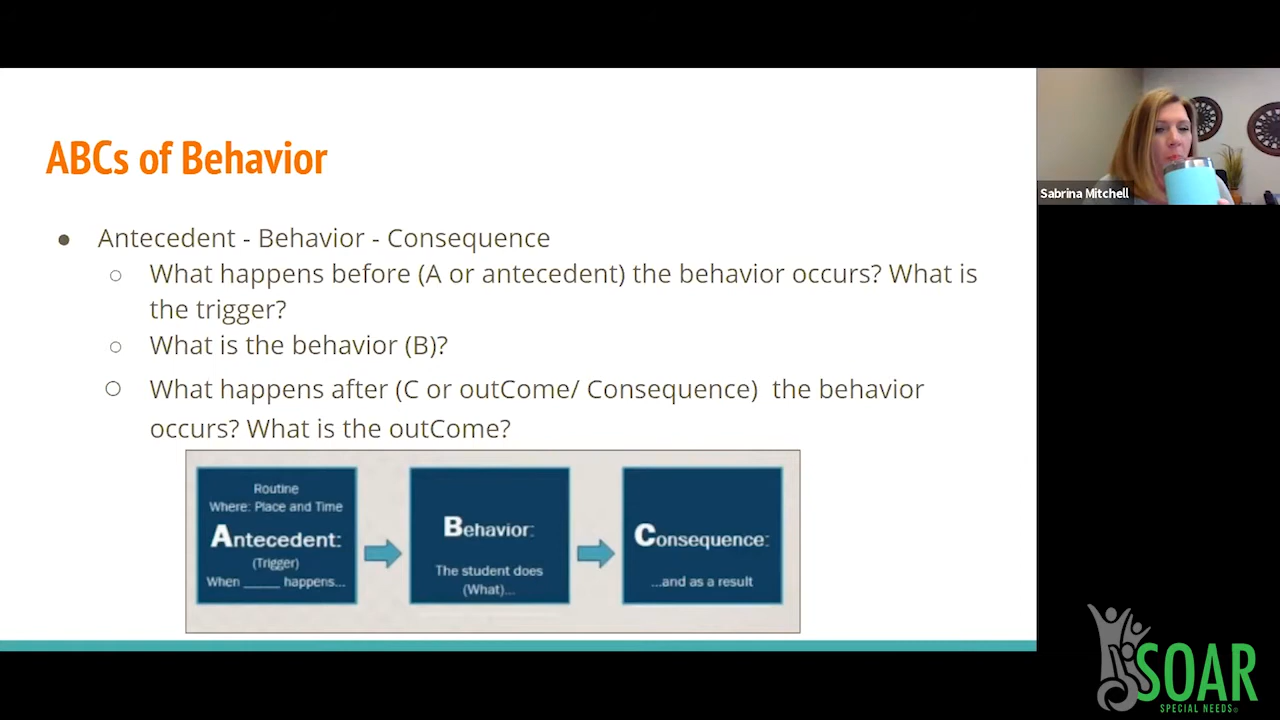 ABCs of Behavior
● Antecedent - Behavior - Consequence
○ What happens before (A or antecedent) the behavior occurs? What is
the trigger?
○ What is the behavior (B)?
○ What happens after (C or outCome/ Consequence)  the behavior
occurs? What is the outCome?
Routine
Where: Place and Time
Antecedent:
(Trigger)
When _____ happens...
Behavior:
The student does
(What)...
Consequence:
...and as a result
Sabrina Mitchell
SOAR
SPECIAL NEEDS